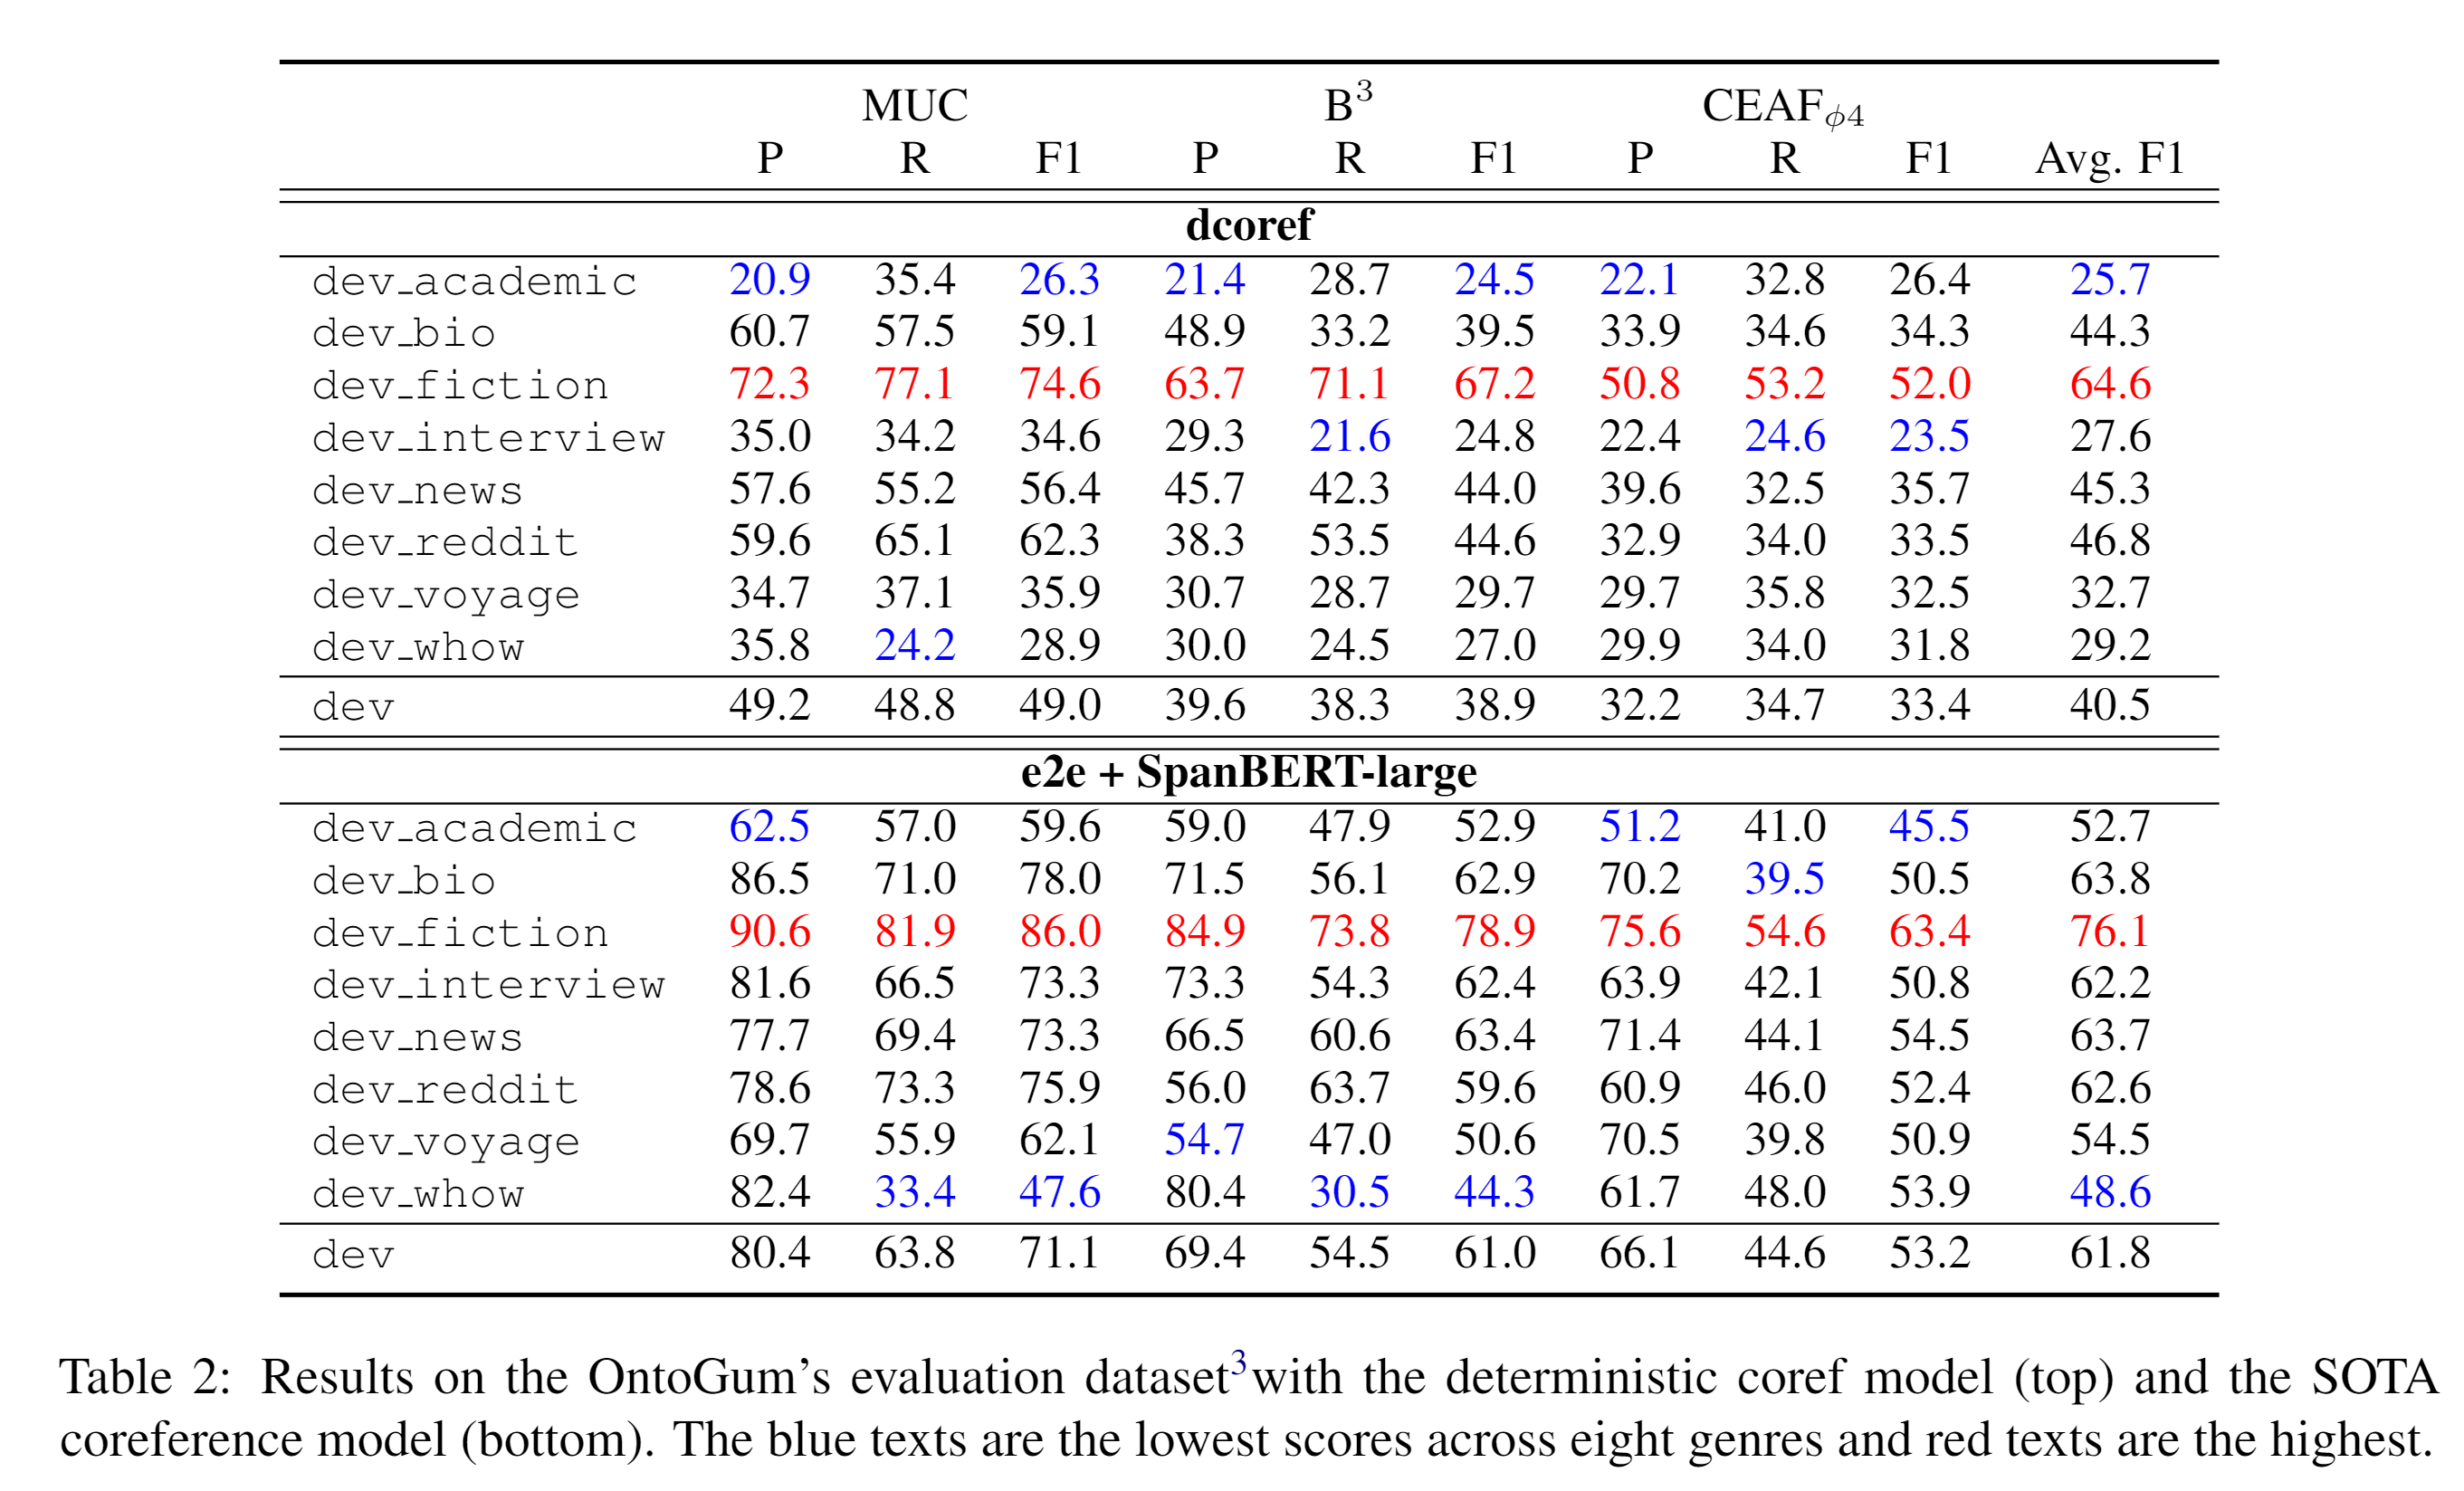 MUC B³ CEAFϕ4
P R F1 P R F1 P R F1 Avg. F1
dcoref
dev_academic 20.9 35.4 26.3 21.4 28.7 24.5 22.1 32.8 26.4 25.7
dev_bio 60.7 57.5 59.1 48.9 33.2 39.5 33.9 34.6 34.3 44.3
dev_fiction 72.3 77.1 74.6 63.7 71.1 67.2 50.8 53.2 52.0 64.6
dev_interview 35.0 34.2 34.6 29.3 21.6 24.8 22.4 24.6 23.5 27.6
dev_news 57.6 55.2 56.4 45.7 42.3 44.0 39.6 32.5 35.7 45.3
dev_reddit 59.6 65.1 62.3 38.3 53.5 44.6 32.9 34.0 33.5 46.8
dev_voyage 34.7 37.1 35.9 30.7 28.7 29.7 29.7 35.8 32.5 32.7
dev_whow 35.8 24.2 28.9 30.0 24.5 27.0 29.9 34.0 31.8 29.2
dev 49.2 48.8 49.0 39.6 38.3 38.9 32.2 34.7 33.4 40.5
e2e + SpanBERT-large
dev_academic 62.5 57.0 59.6 59.0 47.9 52.9 51.2 41.0 45.5 52.7
dev_bio 86.5 71.0 78.0 71.5 56.1 62.9 70.2 39.5 50.5 63.8
dev_fiction 90.6 81.9 86.0 84.9 73.8 78.9 75.6 54.6 63.4 76.1
dev_interview 81.6 66.5 73.3 73.3 54.3 62.4 63.9 42.1 50.8 62.2
dev_news 77.7 69.4 73.3 66.5 60.6 63.4 71.4 44.1 54.5 63.7
dev_reddit 78.6 73.3 75.9 56.0 63.7 59.6 60.9 46.0 52.4 62.6
dev_voyage 69.7 55.9 62.1 54.7 47.0 50.6 70.5 39.8 50.9 54.5
dev_whow 82.4 33.4 47.6 80.4 30.5 44.3 61.7 48.0 53.9 48.6
dev 80.4 63.8 71.1 69.4 54.5 61.0 66.1 44.6 53.2 61.8
Table 2: Results on the OntoGum's evaluation dataset³with the deterministic coref model (top) and the SOTA
coreference model (bottom). The blue texts are the lowest scores across eight genres and red texts are the highest.